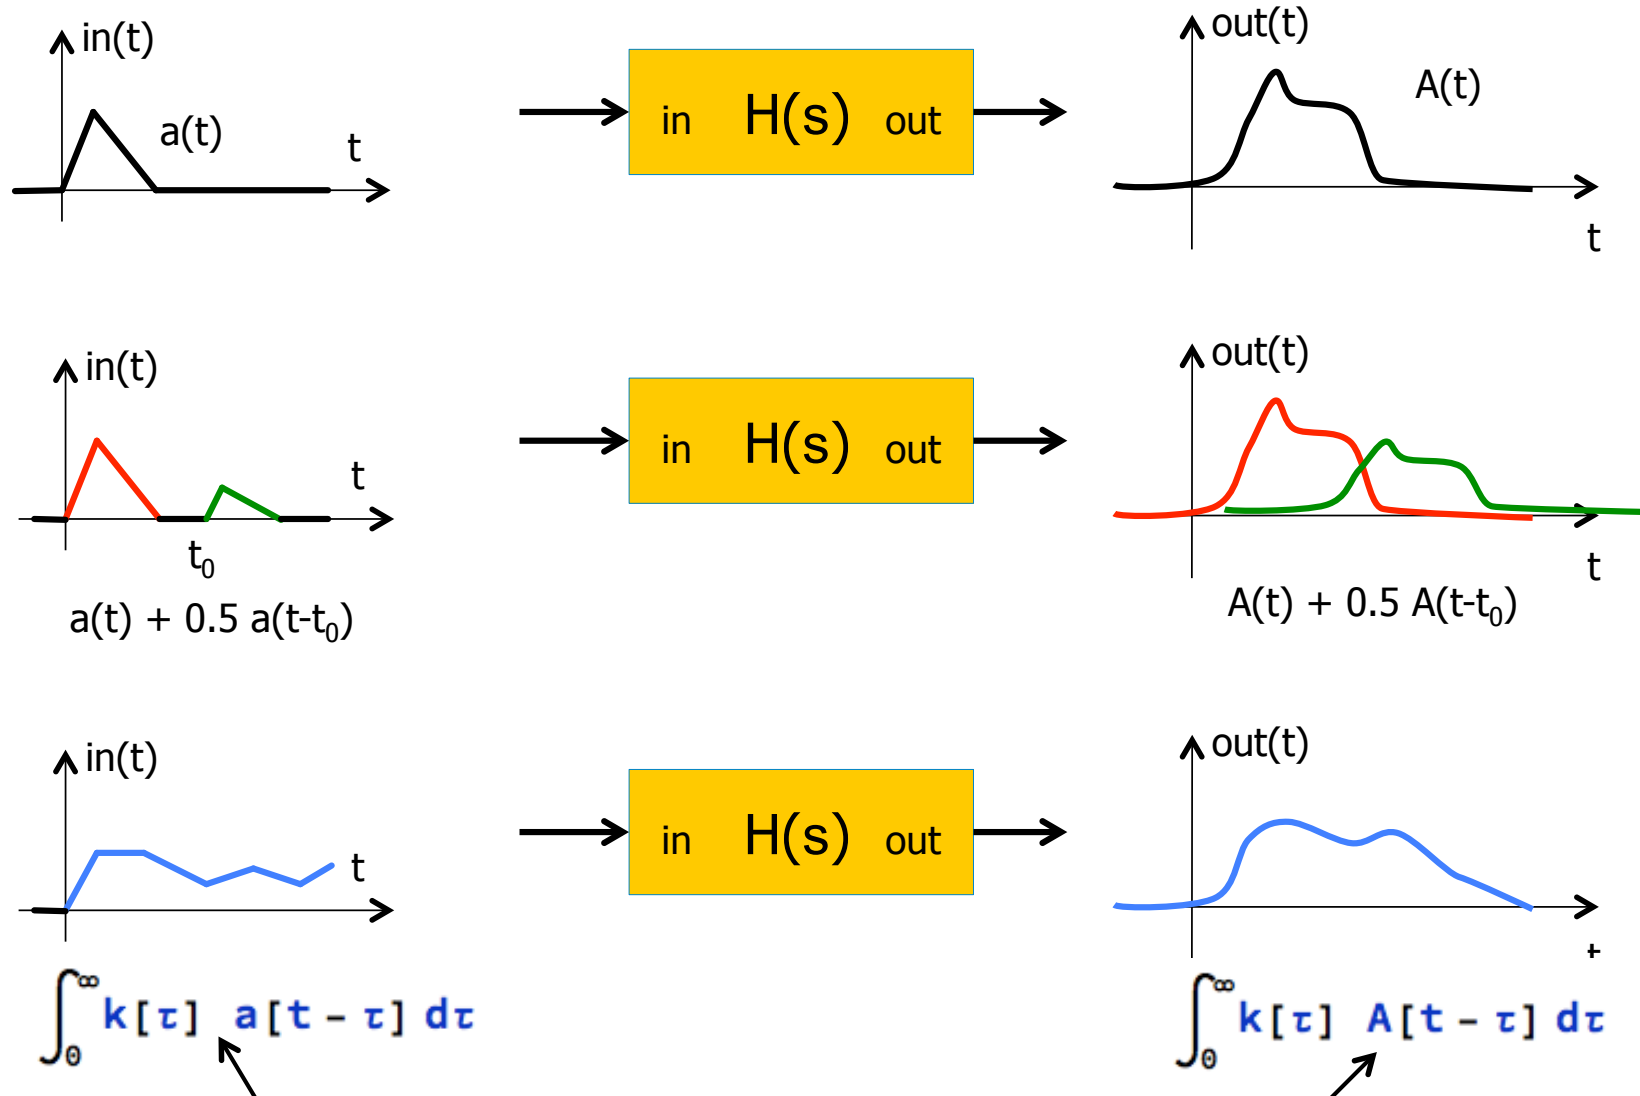 in(t)
a(t)
t
in H(s) out
out(t)
A(t)
t
in(t)
t
t₀
a(t) + 0.5 a(t-t₀)
in H(s) out
out(t)
t
A(t) + 0.5 A(t-t₀)
in(t)
t
in H(s) out
out(t)
t
∫₀^∞ k[τ] a[t - τ] dτ
∫₀^∞ k[τ] A[t - τ] dτ